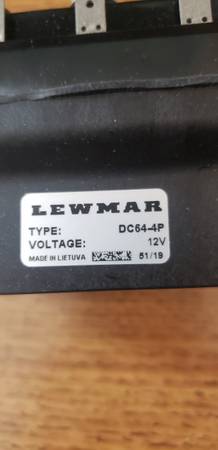 LEWMAR
TYPE: DC64-4P
VOLTAGE: 12V
MADE IN LIETUVA 51/19